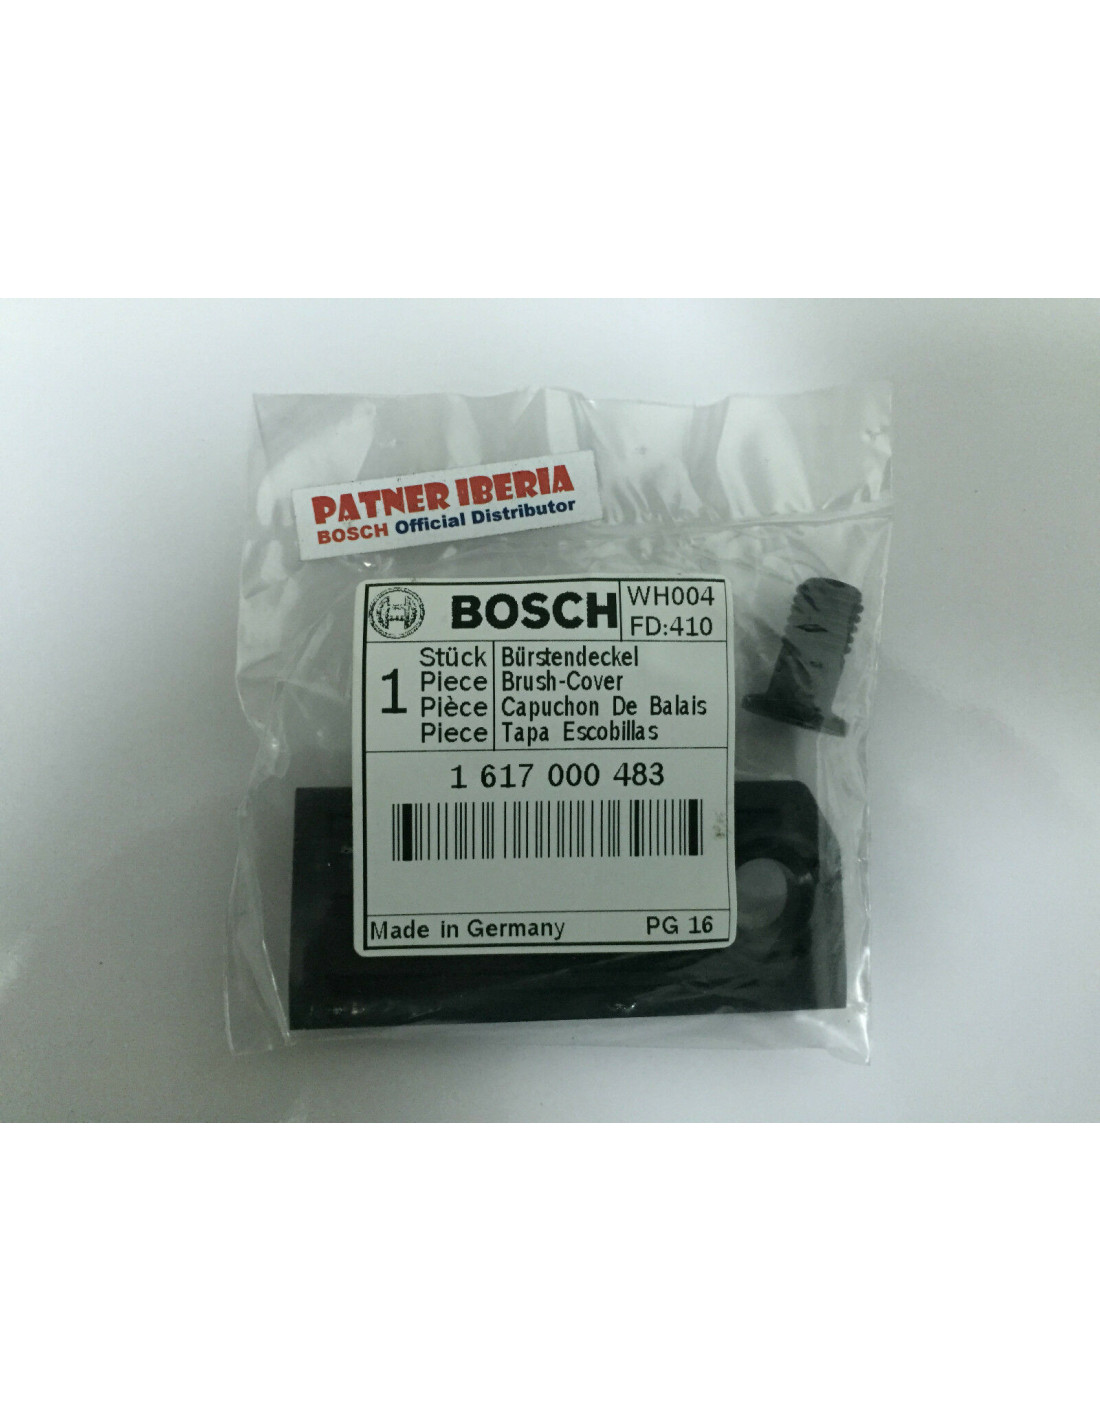 PATNER IBERIA
BOSCH Official Distributor
BOSCH
WH004
FD:410
1
Stück
Piece
Pièce
Piece
Bürstendeckel
Brush-Cover
Capuchon De Balais
Tapa Escobillas
1 617 000 483
Made in Germany
PG 16